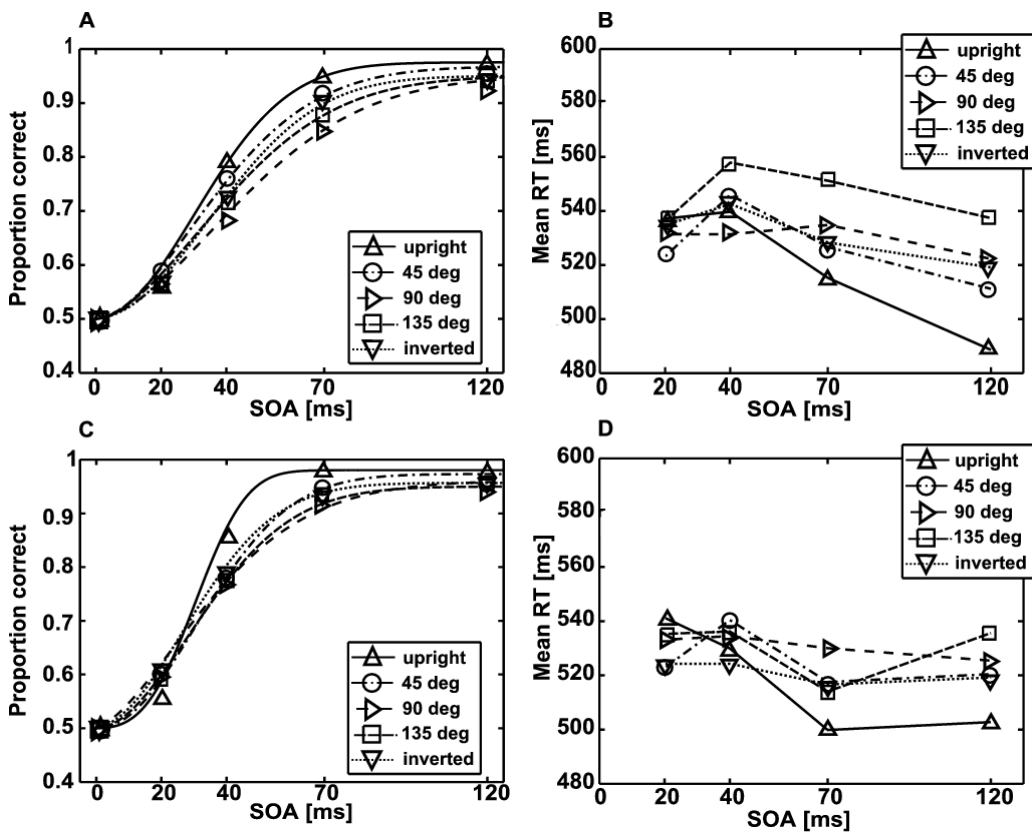 A
Proportion correct
1
0.9
0.8
0.7
0.6
0.5
0.4
0 20 40 70 120
SOA [ms]
upright
45 deg
90 deg
135 deg
inverted
B
Mean RT [ms]
600
580
560
540
520
500
480
0 20 40 70 120
SOA [ms]
upright
45 deg
90 deg
135 deg
inverted
C
Proportion correct
1
0.9
0.8
0.7
0.6
0.5
0.4
0 20 40 70 120
SOA [ms]
upright
45 deg
90 deg
135 deg
inverted
D
Mean RT [ms]
600
580
560
540
520
500
480
0 20 40 70 120
SOA [ms]
upright
45 deg
90 deg
135 deg
inverted